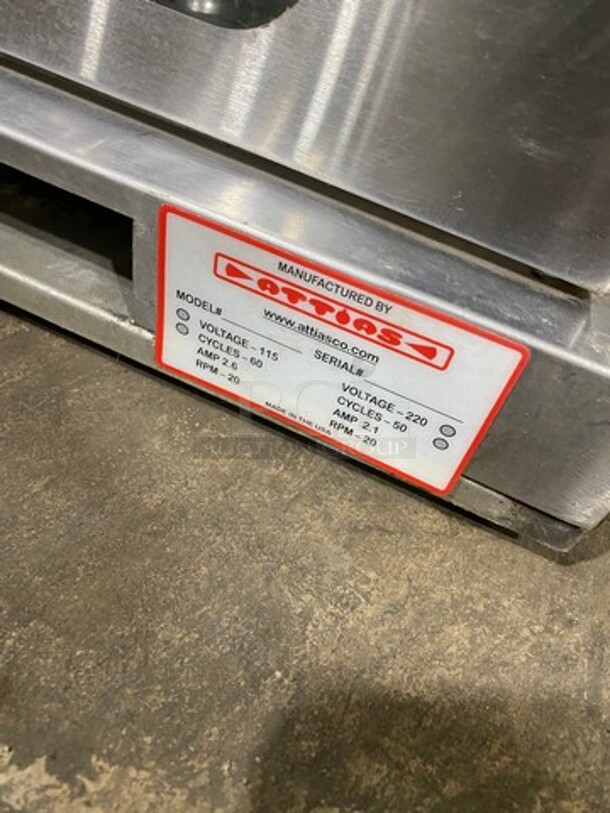 MANUFACTURED BY
ATTIAS
www.attiasco.com
MODEL# SERIAL#
VOLTAGE - 115
CYCLES - 60
AMP 2.6
RPM - 20
VOLTAGE - 220
CYCLES - 50
AMP 2.1
RPM - 20
MADE IN THE USA